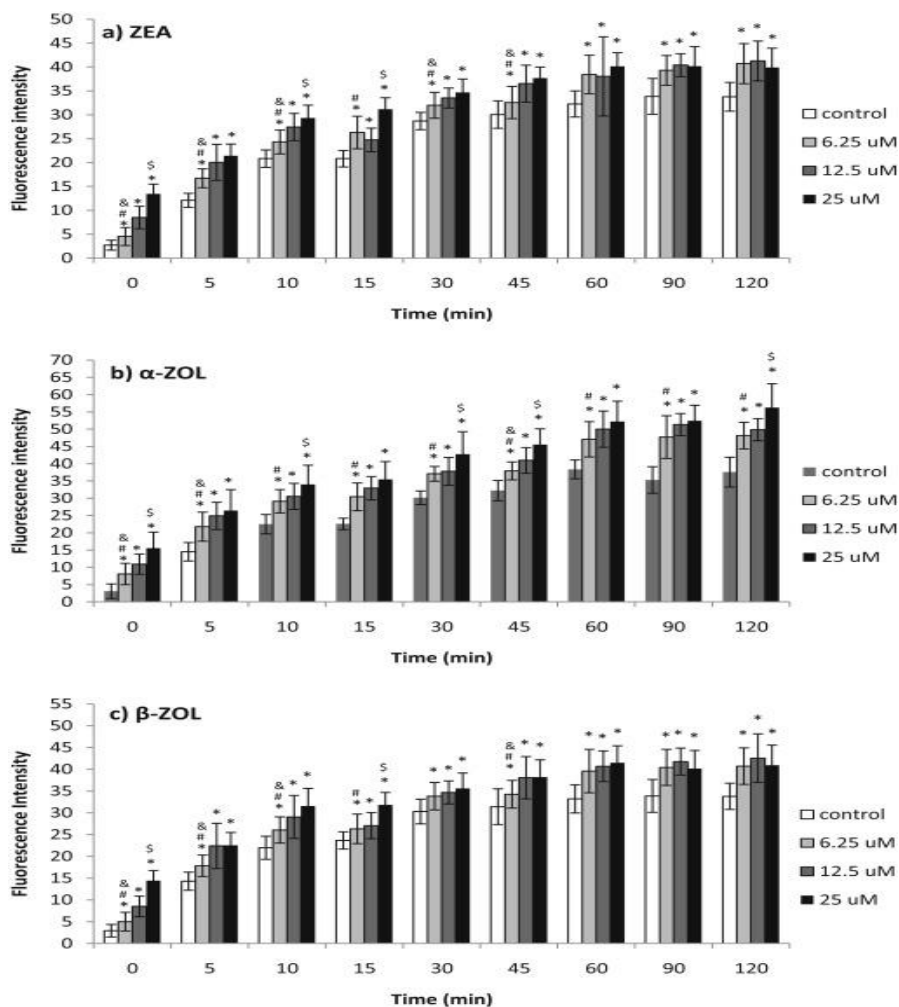 a) ZEA
Fluorescence intensity
50
45
40
35
30
25
20
15
10
5
0
& # * * $ *
& # * * *
& # * * $ *
# * * $ *
& # * * *
& # * * *
* * *
* * *
* * *
0 5 10 15 30 45 60 90 120
Time (min)
control
6.25 uM
12.5 uM
25 uM
b) α-ZOL
Fluorescence intensity
70
65
60
55
50
45
40
35
30
25
20
15
10
5
0
& # * * $ *
& # * * *
# * * $ *
# * * *
# * * $ *
& # * * $ *
# * * *
# * * *
# * * $ *
0 5 10 15 30 45 60 90 120
Time (min)
control
6.25 uM
12.5 uM
25 uM
c) β-ZOL
Fluorescence Intensity
55
50
45
40
35
30
25
20
15
10
5
0
& # * * $ *
& # * * *
& # * * *
# * * $ *
* * *
& # * * *
* * *
* * *
* * *
0 5 10 15 30 45 60 90 120
Time (min)
control
6.25 uM
12.5 uM
25 uM